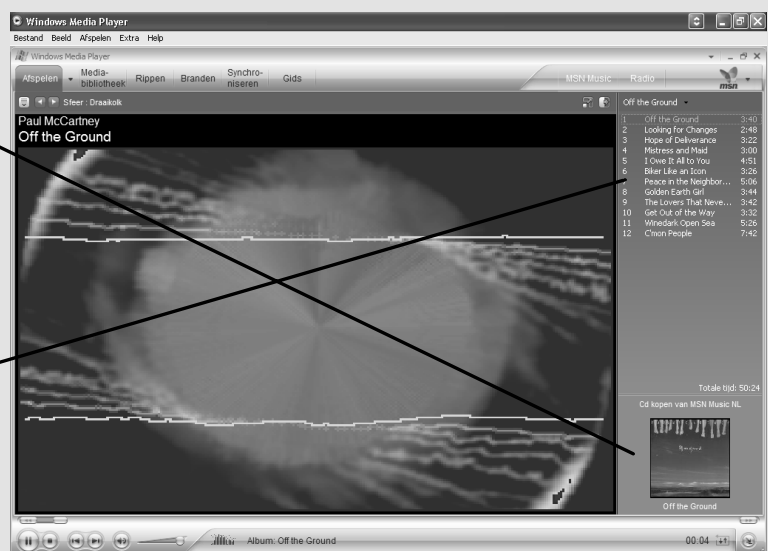 Windows Media Player
Bestand Beeld Afspelen Extra Help
Windows Media Player
Afspelen Media-bibliotheek Rippen Branden Synchro-niseren Gids MSN Music Radio msn
Sfeer : Draaikolk
Off the Ground
Paul McCartney
Off the Ground
1 Off the Ground 3:40
2 Looking for Changes 2:48
3 Hope of Deliverance 3:22
4 Mistress and Maid 3:00
5 I Owe It All to You 4:51
6 Biker Like an Icon 3:26
7 Peace in the Neighbor... 5:06
8 Golden Earth Girl 3:44
9 The Lovers That Neve... 3:42
10 Get Out of the Way 3:32
11 Winedark Open Sea 5:26
12 C'mon People 7:42
Totale tijd: 50:24
Cd kopen van MSN Music NL
Off the Ground
Album: Off the Ground 00:04